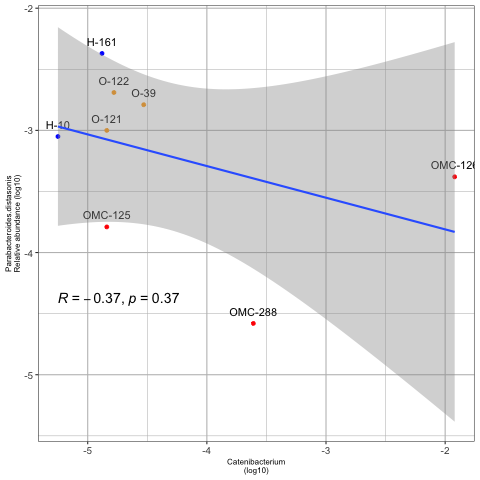 -2
-3
-4
-5
Parabacteroides.distasonis
Relative abundance (log10)
H-161
O-122
O-39
O-121
H-10
OMC-126
OMC-125
R = −0.37, p = 0.37
OMC-288
-5
-4
-3
-2
Catenibacterium
(log10)